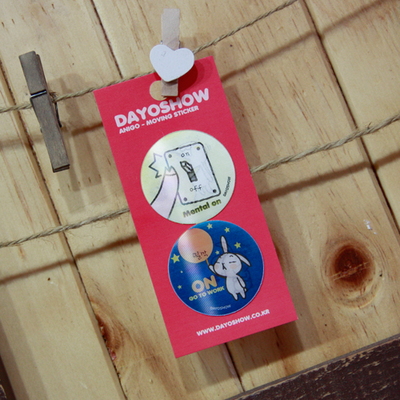 DAYOSHOW
ANIGO - MOVING STICKER
on
off
Mental on
ON
GO TO WORK
WWW.DAYOSHOW.CO.KR